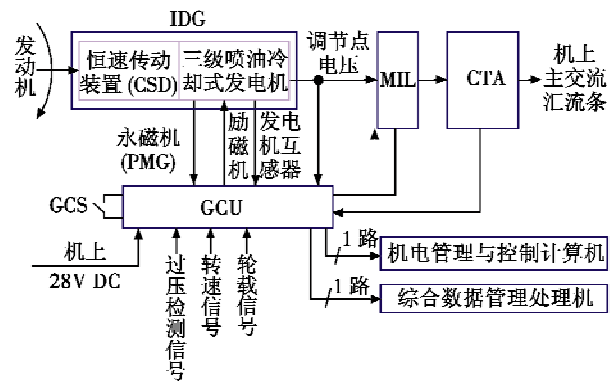 IDG
发动机
恒速传动
装置 (CSD)
三级喷油冷
却式发电机
调节点
电压
MIL
CTA
机上
主交流
汇流条
永磁机
(PMG)
励磁机
发电
机互
感器
GCS
GCU
机上
28V DC
过压检测信号
转速信号
轮载信号
1 路
机电管理与控制计算机
1 路
综合数据管理处理机